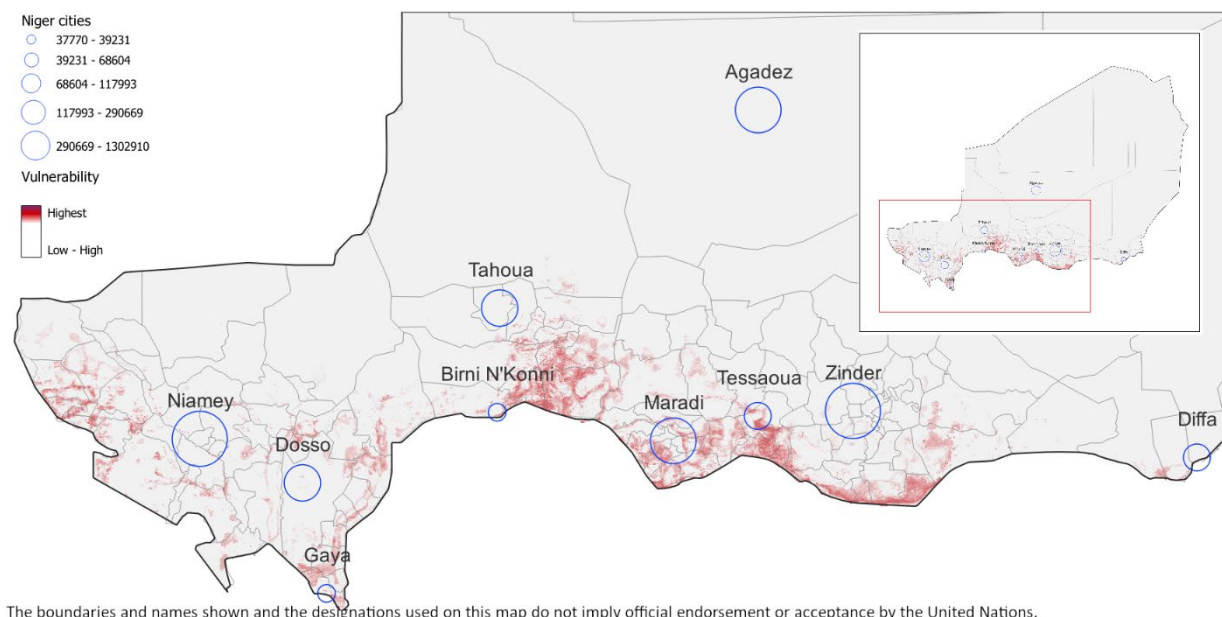 Niger cities
37770 - 39231
39231 - 68604
68604 - 117993
117993 - 290669
290669 - 1302910
Vulnerability
Highest
Low - High
Agadez
Tahoua
Birni N'Konni
Tessaoua
Zinder
Niamey
Maradi
Dosso
Diffa
Gaya
The boundaries and names shown and the designations used on this map do not imply official endorsement or acceptance by the United Nations.